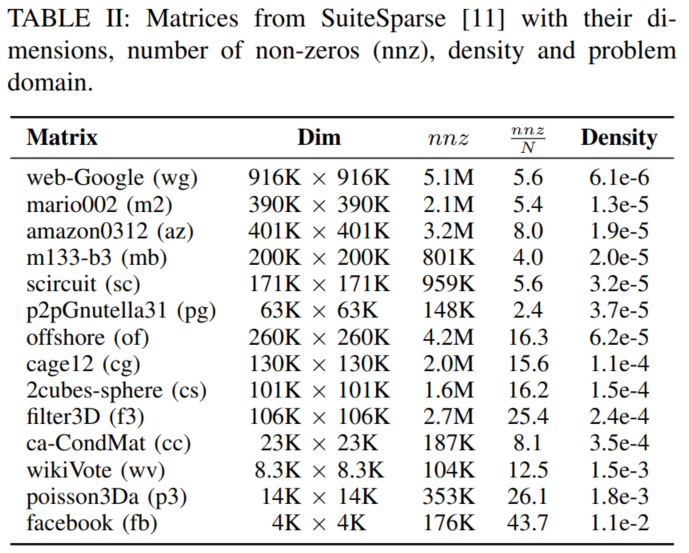 TABLE II: Matrices from SuiteSparse [11] with their di-
mensions, number of non-zeros (nnz), density and problem
domain.
Matrix Dim nnz nnz/N Density
web-Google (wg) 916K × 916K 5.1M 5.6 6.1e-6
mario002 (m2) 390K × 390K 2.1M 5.4 1.3e-5
amazon0312 (az) 401K × 401K 3.2M 8.0 1.9e-5
m133-b3 (mb) 200K × 200K 801K 4.0 2.0e-5
scircuit (sc) 171K × 171K 959K 5.6 3.2e-5
p2pGnutella31 (pg) 63K × 63K 148K 2.4 3.7e-5
offshore (of) 260K × 260K 4.2M 16.3 6.2e-5
cage12 (cg) 130K × 130K 2.0M 15.6 1.1e-4
2cubes-sphere (cs) 101K × 101K 1.6M 16.2 1.5e-4
filter3D (f3) 106K × 106K 2.7M 25.4 2.4e-4
ca-CondMat (cc) 23K × 23K 187K 8.1 3.5e-4
wikiVote (wv) 8.3K × 8.3K 104K 12.5 1.5e-3
poisson3Da (p3) 14K × 14K 353K 26.1 1.8e-3
facebook (fb) 4K × 4K 176K 43.7 1.1e-2